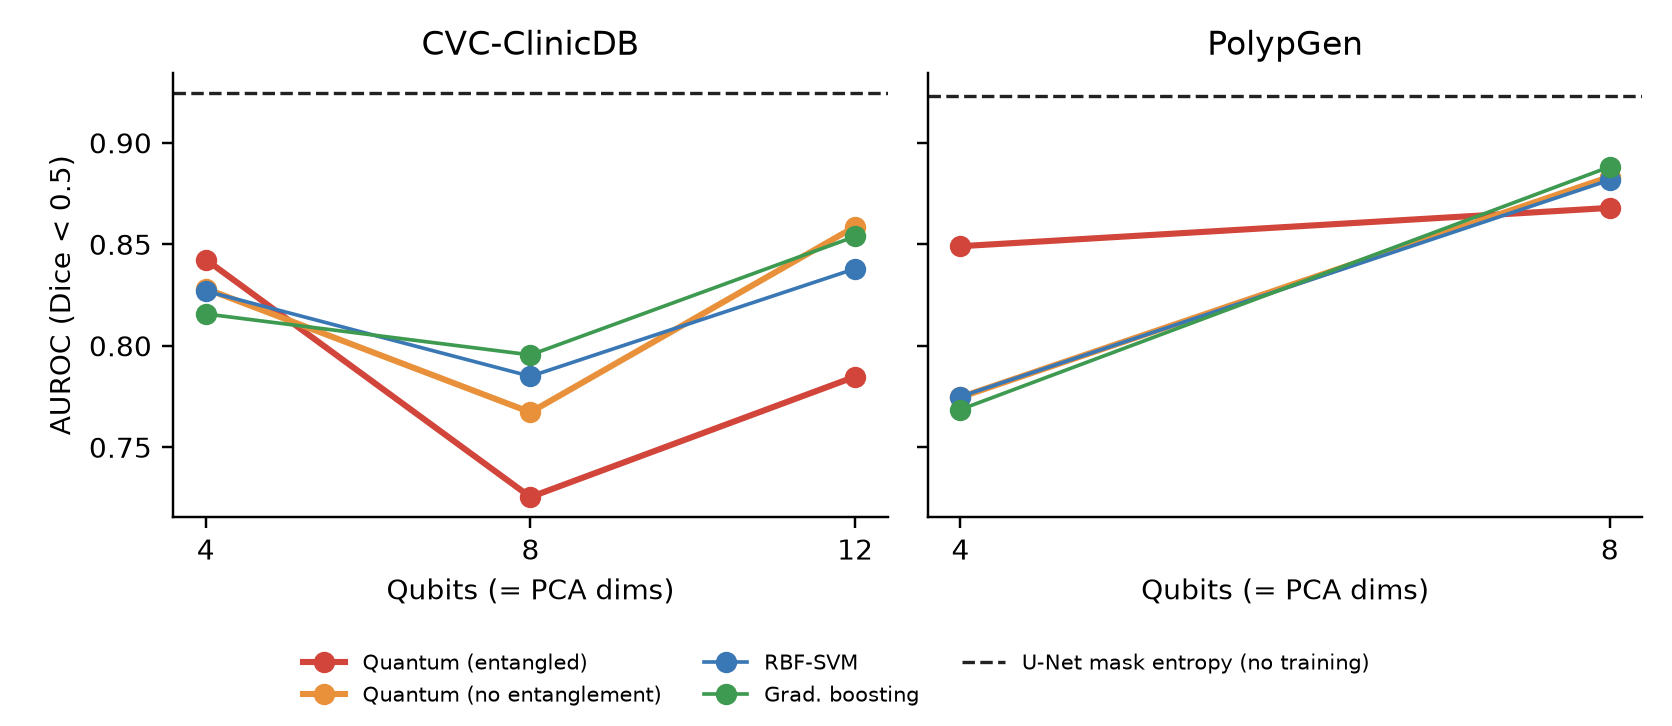 CVC-ClinicDB
PolypGen
AUROC (Dice < 0.5)
0.90
0.85
0.80
0.75
4 8 12
4 8
Qubits (= PCA dims)
Qubits (= PCA dims)
Quantum (entangled)
Quantum (no entanglement)
RBF-SVM
Grad. boosting
U-Net mask entropy (no training)